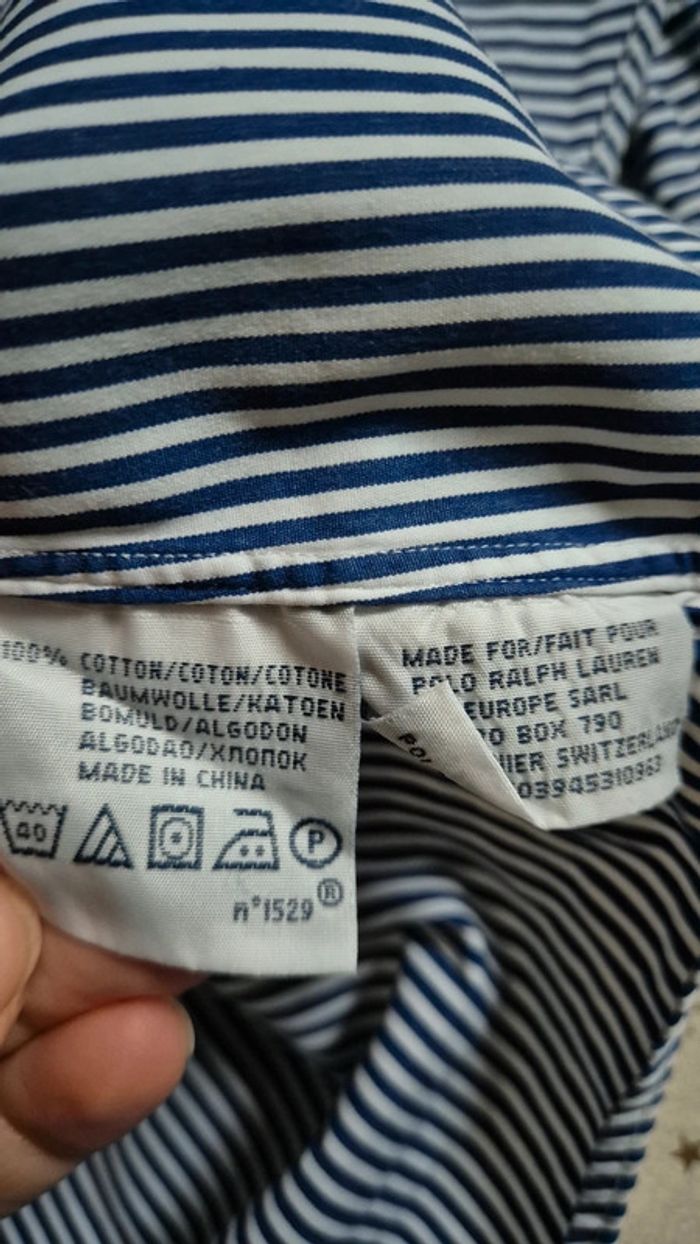 100% COTTON/COTON/COTONE
BAUMWOLLE/KATOEN
BOMULD/ALGODON
ALGODAO/ХЛОПОК
MADE IN CHINA
40
P
n°1529 ®
MADE FOR/FAIT POUR
POLO RALPH LAUREN
EUROPE SARL
BOX 790
SWITZERLAND